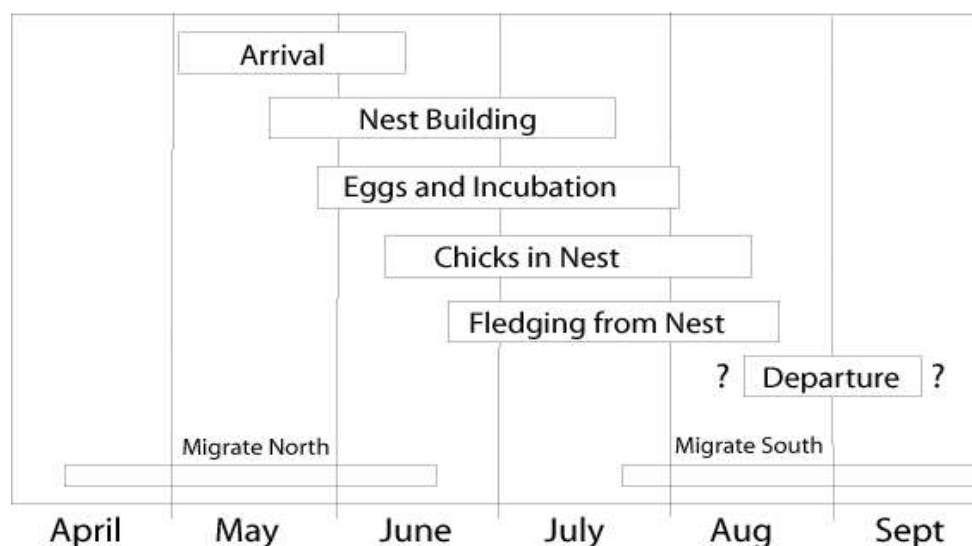 Arrival
Nest Building
Eggs and Incubation
Chicks in Nest
Fledging from Nest
? Departure ?
Migrate North Migrate South
April May June July Aug Sept